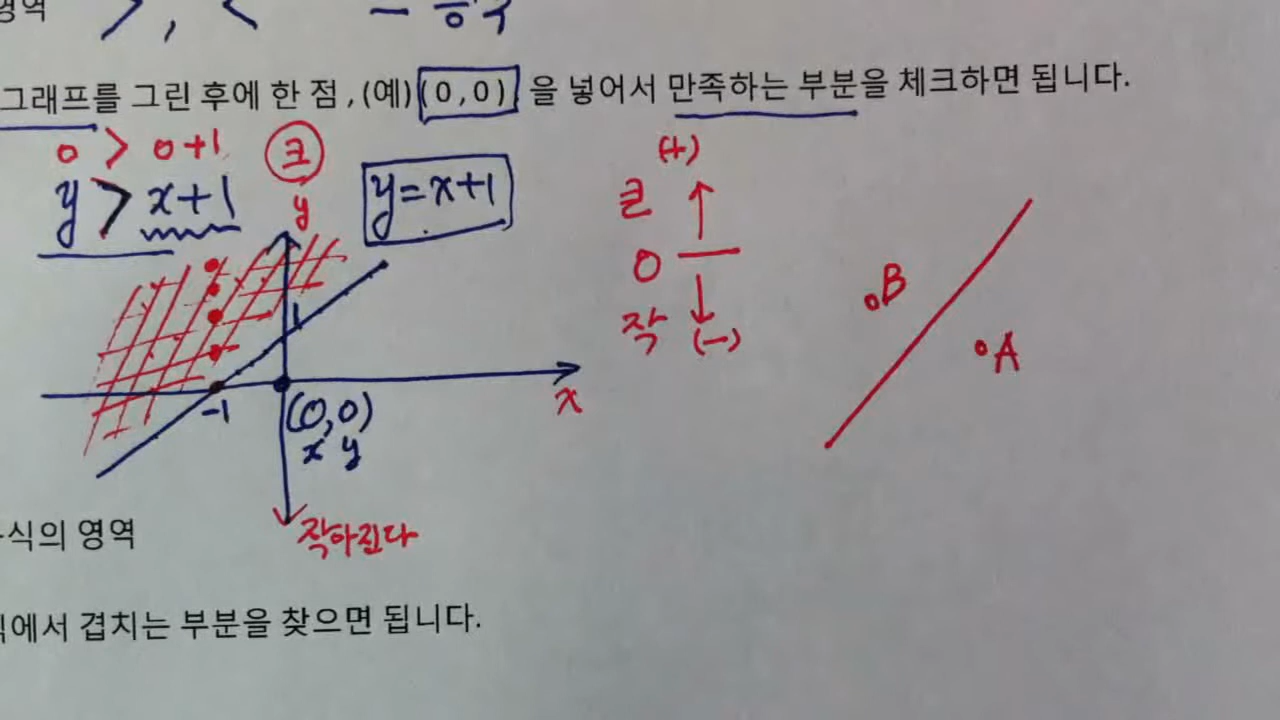 영역 >, < - ㅎㅜ
그래프를 그린 후에 한 점, (예) (0,0) 을 넣어서 만족하는 부분을 체크하면 됩니다.
0 > 0+1 크
y > x+1 y y=x+1
(+)
큰
0
작 (-)
B
A
1
-1 (0,0) x
x y
작아진다
식의 영역
에서 겹치는 부분을 찾으면 됩니다.